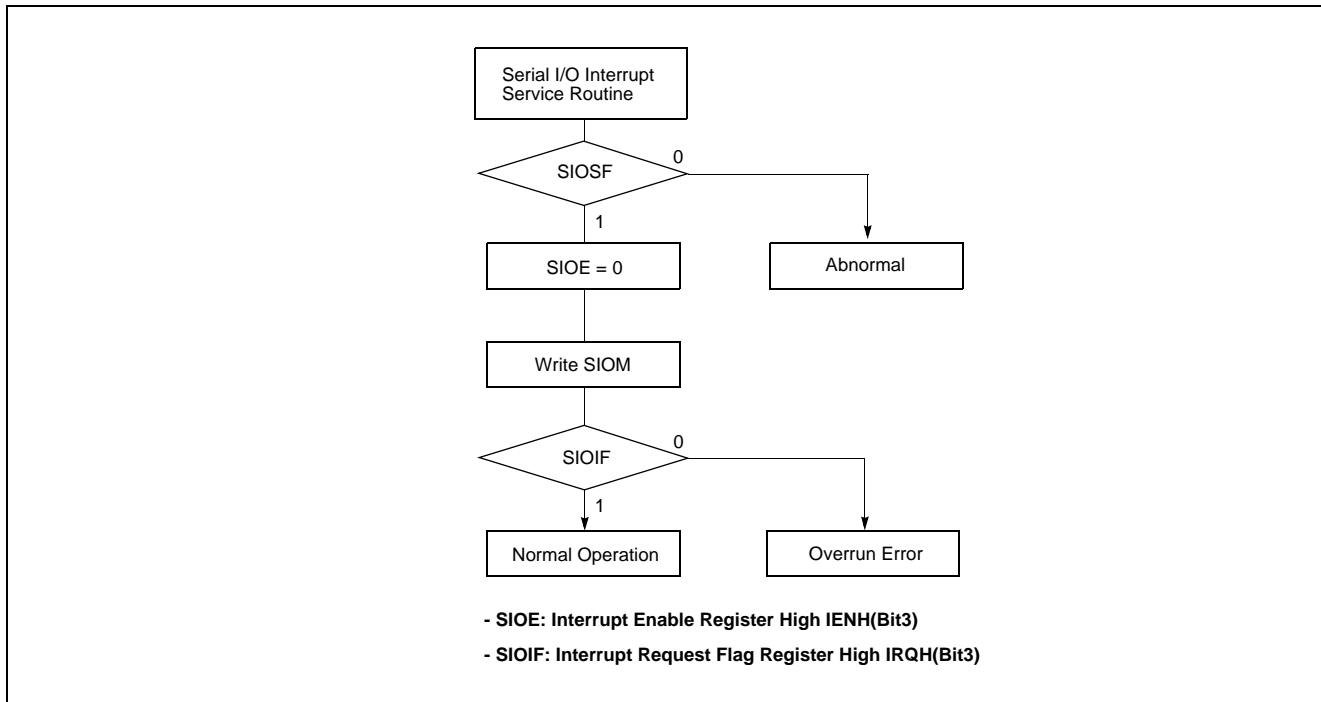 Serial I/O Interrupt
Service Routine
SIOSF
0
1
SIOE = 0
Abnormal
Write SIOM
SIOIF
0
1
Normal Operation
Overrun Error
- SIOE: Interrupt Enable Register High IENH(Bit3)
- SIOIF: Interrupt Request Flag Register High IRQH(Bit3)